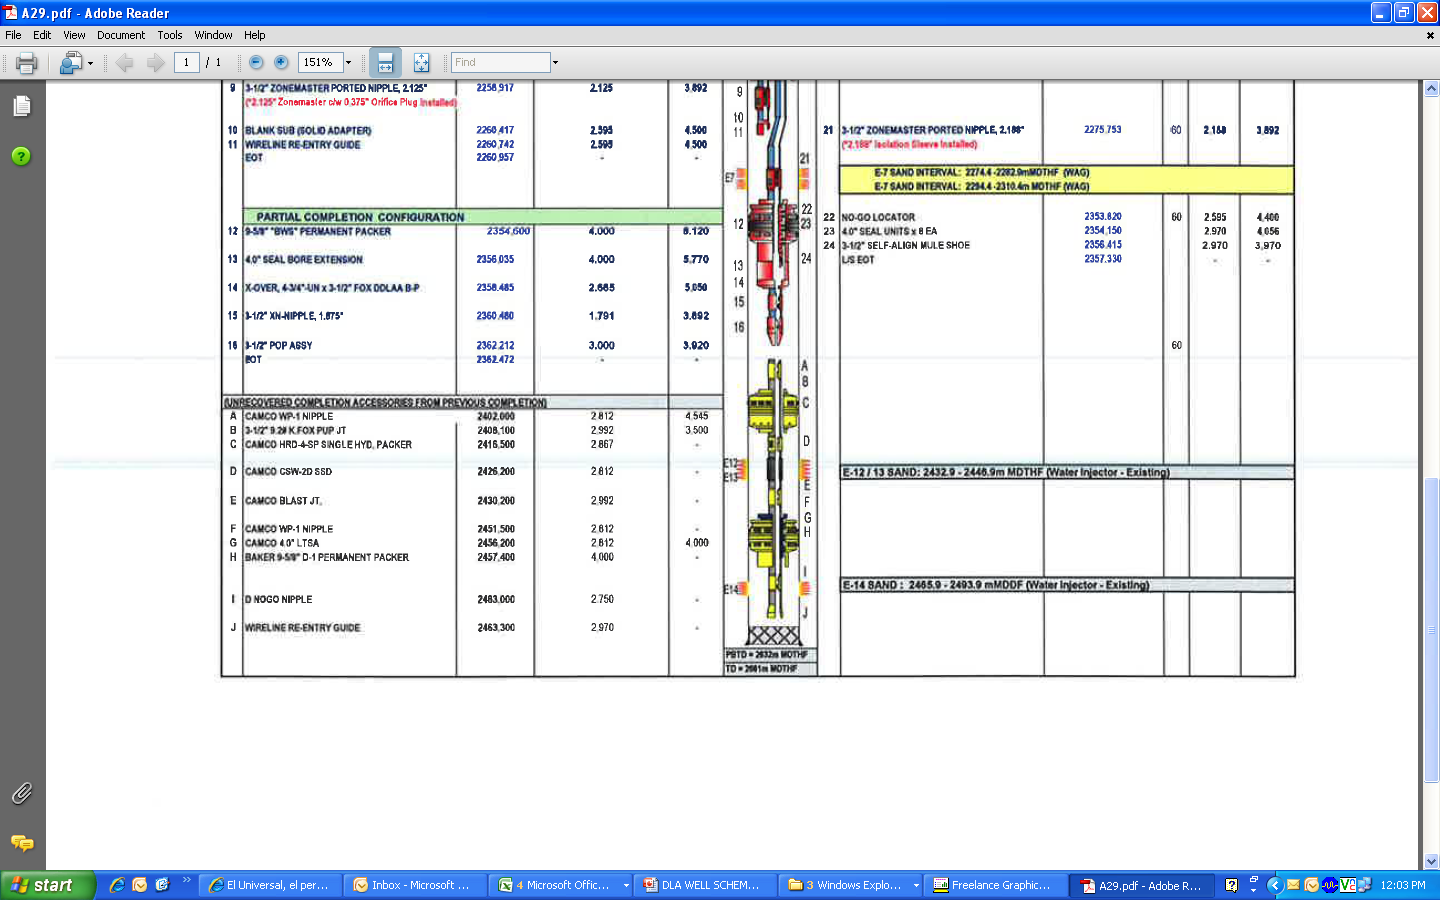 A29.pdf - Adobe Reader
File Edit View Document Tools Window Help
1 / 1 151% Find
9 3-1/2" ZONEMASTER PORTED NIPPLE, 2.125" 2258.917 2.125 3.892
(*2.125" Zonemaster c/w 0.375" Orifice Plug Installed)
10 BLANK SUB (SOLID ADAPTER) 2260.417 2.595 4.500
11 WIRELINE RE-ENTRY GUIDE 2260.742 2.595 4.500
EOT 2260.957 - -
PARTIAL COMPLETION CONFIGURATION
12 9-5/8" "BWS" PERMANENT PACKER 2354.600 4.000 8.120
13 4.0" SEAL BORE EXTENSION 2356.035 4.000 5.770
14 X-OVER, 4-3/4"-UN x 3-1/2" FOX DDLAA B-P 2358.485 2.665 5.050
15 3-1/2" XN-NIPPLE, 1.875" 2360.480 1.791 3.892
16 3-1/2" POP ASSY 2362.212 3.000 3.920
EOT 2362.472 - -
(UNRECOVERED COMPLETION ACCESSORIES FROM PREVIOUS COMPLETION)
A CAMCO WP-1 NIPPLE 2402.000 2.812 4.545
B 3-1/2" 9.2# K.FOX PUP JT 2408.100 2.992 3.500
C CAMCO HRD-4-SP SINGLE HYD, PACKER 2416.500 2.867 -
D CAMCO CSW-2D SSD 2426.200 2.812 -
E CAMCO BLAST JT. 2430.200 2.992 -
F CAMCO WP-1 NIPPLE 2451.500 2.812 -
G CAMCO 4.0" LTSA 2456.200 2.812 4.000
H BAKER 9-5/8" D-1 PERMANENT PACKER 2457.400 4.000 -
I D NOGO NIPPLE 2463.000 2.750 -
J WIRELINE RE-ENTRY GUIDE 2463.300 2.970 -
9
10
11
21
E7
22
12 23
13 24
14
15
16
A
B
C
D
E12
E13
E
F
G
H
I
E14
J
PBTD = 2632m MDTHF
TD = 2661m MDTHF
21 3-1/2" ZONEMASTER PORTED NIPPLE, 2.188" 2275.753 60 2.188 3.892
(*2.188" Isolation Sleeve Installed)
E-7 SAND INTERVAL: 2274.4 -2282.9mMDTHF (WAG)
E-7 SAND INTERVAL: 2294.4 -2310.4m MDTHF (WAG)
22 NO-GO LOCATOR 2353.820 60 2.595 4.400
23 4.0" SEAL UNITS x 8 EA 2354.150 2.970 4.056
24 3-1/2" SELF-ALIGN MULE SHOE 2356.415 2.970 3.970
L/S EOT 2357.330 - -
60
E-12 / 13 SAND: 2432.9 - 2446.9m MDTHF (Water Injector - Existing)
E-14 SAND : 2465.9 - 2493.9 mMDDF (Water Injector - Existing)
start El Universal, el per... Inbox - Microsoft ... 4 Microsoft Offic... DLA WELL SCHEM... 3 Windows Explo... Freelance Graphic... A29.pdf - Adobe R... 12:03 PM